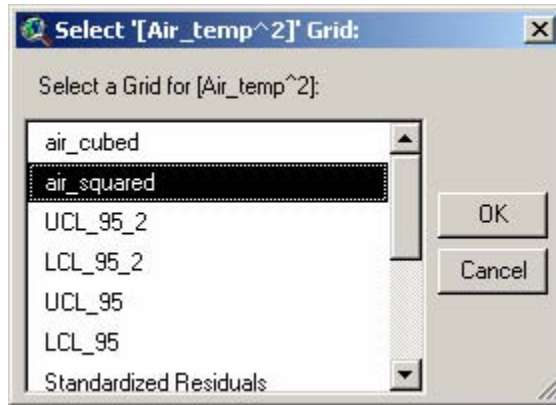 Select '[Air_temp^2]' Grid:
Select a Grid for [Air_temp^2]:
air_cubed
air_squared
UCL_95_2
LCL_95_2
UCL_95
LCL_95
Standardized Residuals
OK
Cancel